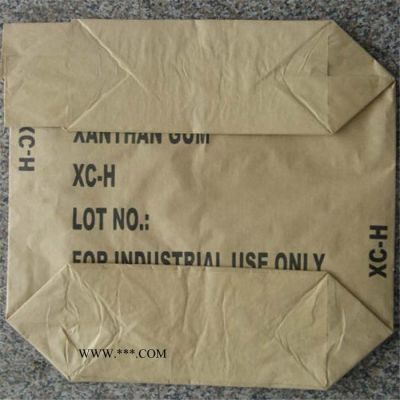 XANTHAN GUM
XC-H
LOT NO.:
FOR INDUSTRIAL USE ONLY
XC-H
XC-H
WWW.***.COM